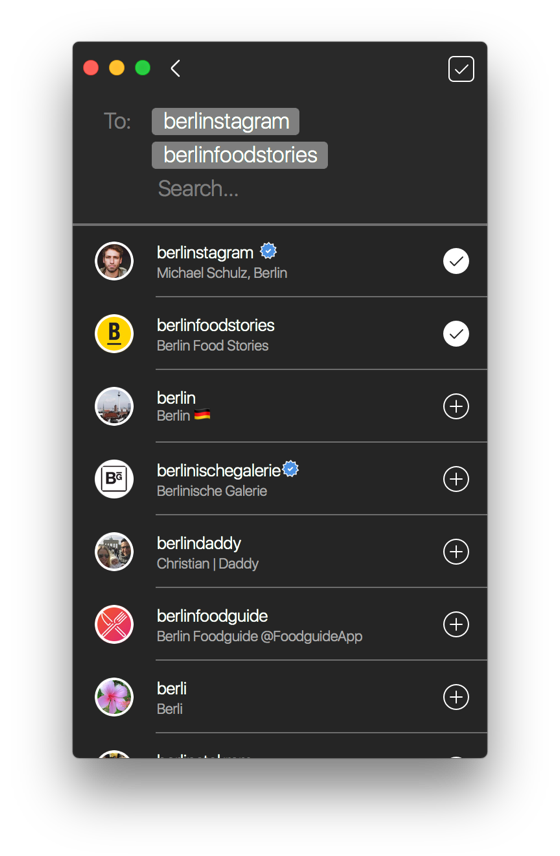 To: berlinstagram
berlinfoodstories
Search...
berlinstagram
Michael Schulz, Berlin
B
berlinfoodstories
Berlin Food Stories
berlin
Berlin 🇩🇪
BG
berlinischegalerie
Berlinische Galerie
berlindaddy
Christian | Daddy
berlinfoodguide
Berlin Foodguide @FoodguideApp
berli
Berli